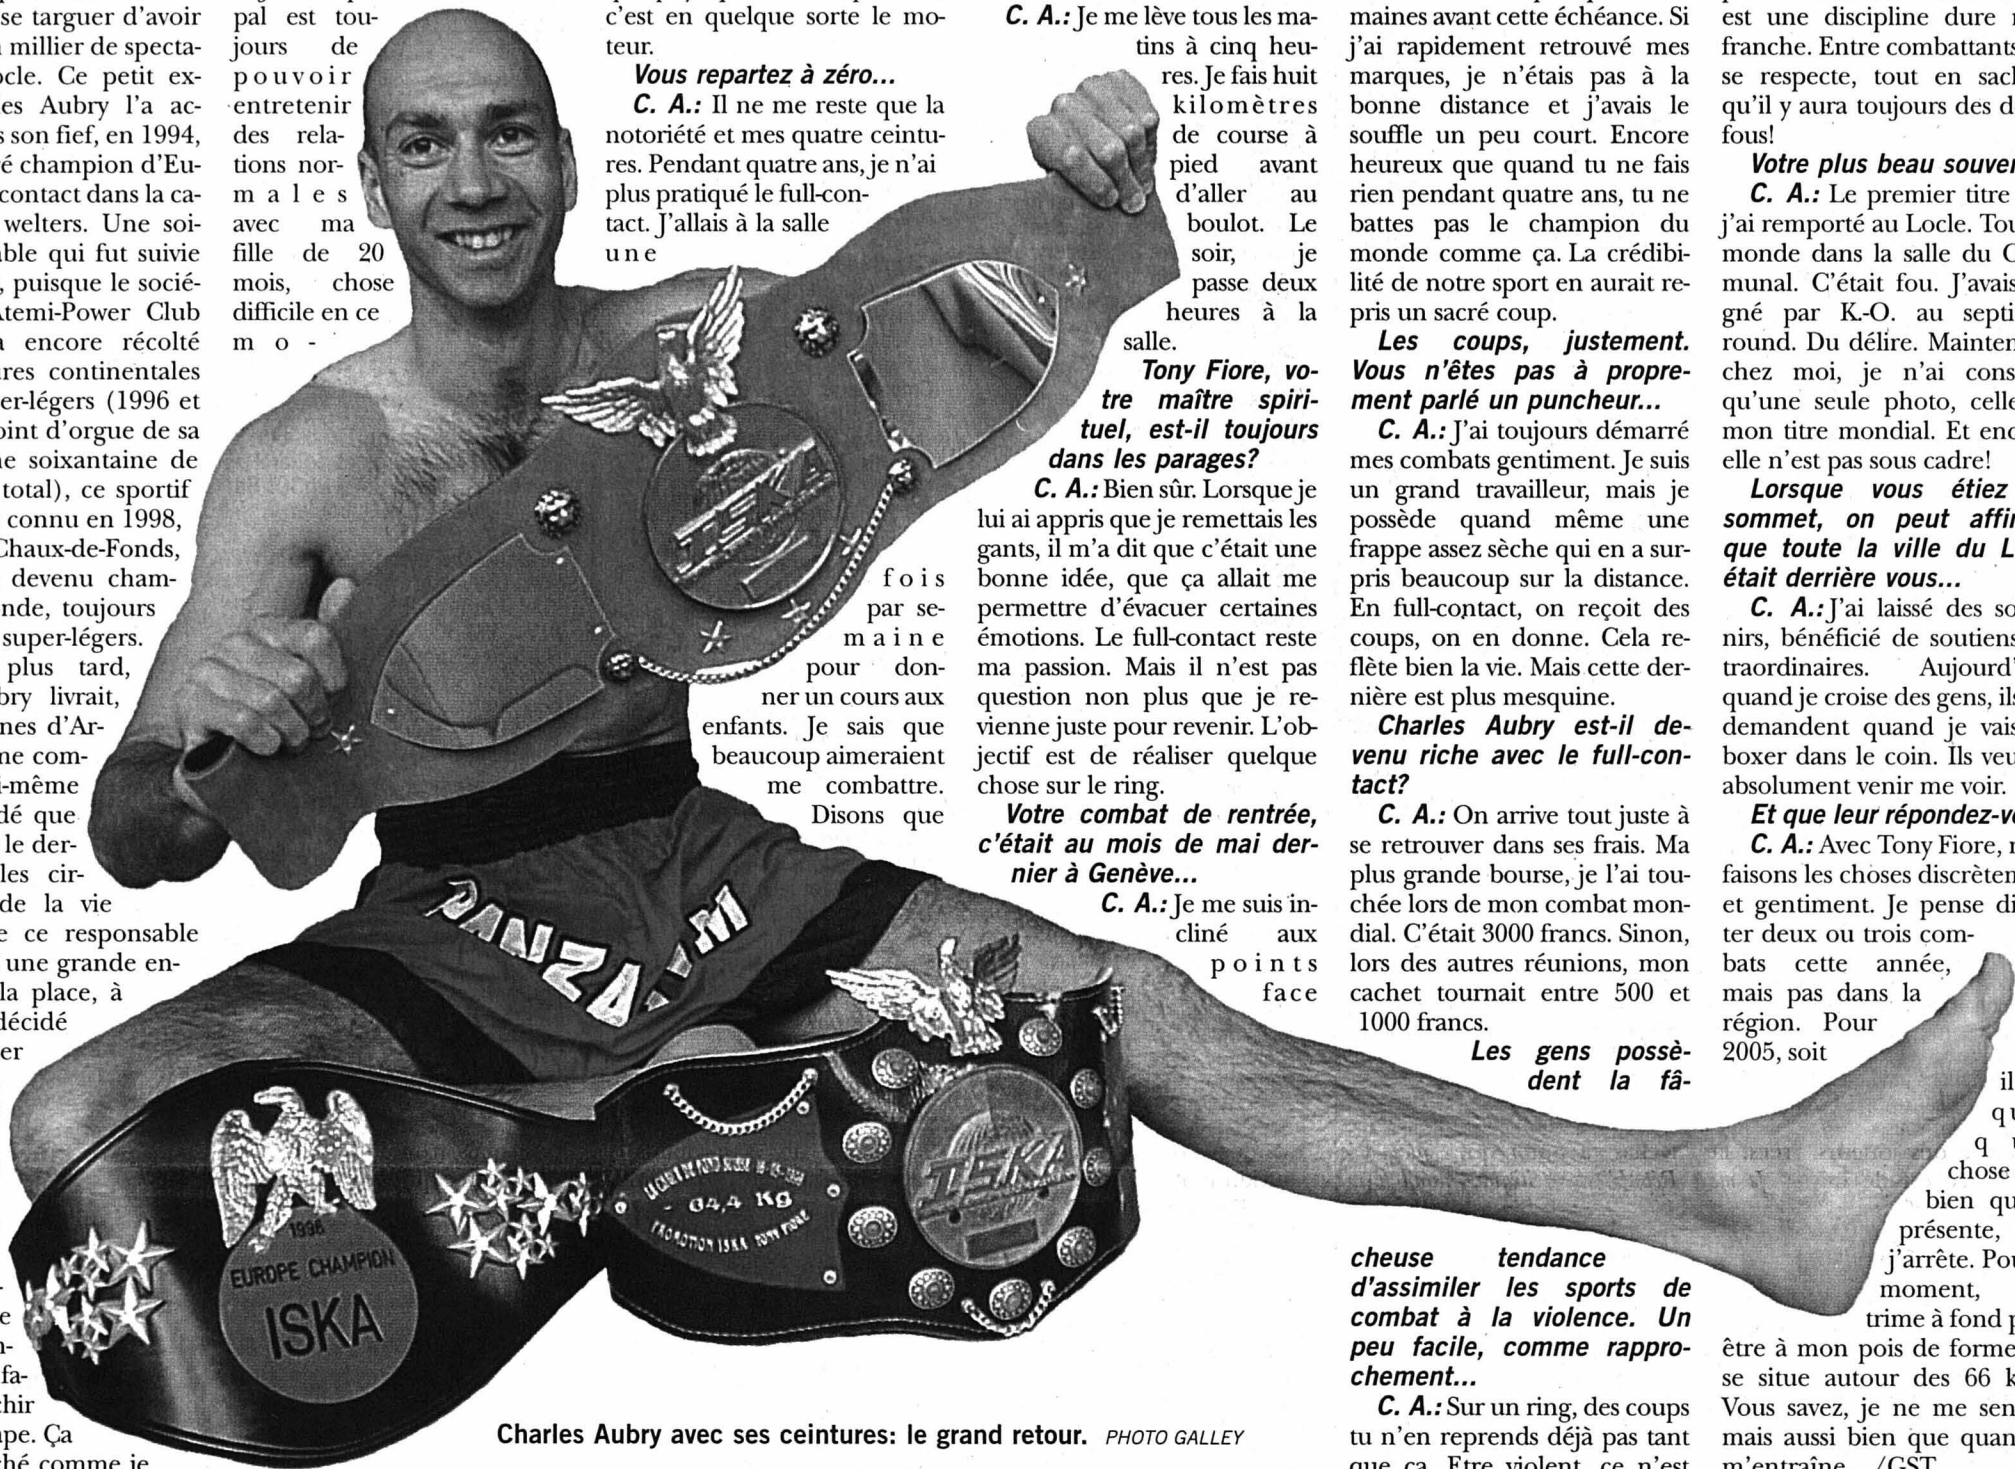 se targuer d'avoir
millier de specta-
ocle. Ce petit ex-
es Aubry l'a ac-
s son fief, en 1994,
é champion d'Eu-
contact dans la ca-
welters. Une soi-
able qui fut suivie
, puisque le socié-
Atemi-Power Club
a encore récolté
res continentales
er-légers (1996 et
oint d'orgue de sa
ne soixantaine de
total), ce sportif
connu en 1998,
Chaux-de-Fonds,
devenu cham-
nde, toujours
super-légers.
plus tard,
bry livrait,
nes d'Ar-
me com-
i-même
dé que
le der-
les cir-
de la vie
e ce responsable
une grande en-
la place, à
décidé
er
e
n-
fa-
chir
ape. Ça
ché comme je
pal est tou-
jours de
pouvoir
entretenir
des rela-
tions nor-
males
avec ma
fille de 20
mois, chose
difficile en ce
mo-
c'est en quelque sorte le mo-
teur.
Vous repartez à zéro...
C. A.: Il ne me reste que la
notoriété et mes quatre ceintu-
res. Pendant quatre ans, je n'ai
plus pratiqué le full-con-
tact. J'allais à la salle
une
fois
par se-
maine
pour don-
ner un cours aux
enfants. Je sais que
beaucoup aimeraient
me combattre.
Disons que
C. A.: Je me lève tous les ma-
tins à cinq heu-
res. Je fais huit
kilomètres
de course à
pied avant
d'aller au
boulot. Le
soir, je
passe deux
heures à la
salle.
Tony Fiore, vo-
tre maître spiri-
tuel, est-il toujours
dans les parages?
C. A.: Bien sûr. Lorsque je
lui ai appris que je remettais les
gants, il m'a dit que c'était une
bonne idée, que ça allait me
permettre d'évacuer certaines
émotions. Le full-contact reste
ma passion. Mais il n'est pas
question non plus que je re-
vienne juste pour revenir. L'ob-
jectif est de réaliser quelque
chose sur le ring.
Votre combat de rentrée,
c'était au mois de mai der-
nier à Genève...
C. A.: Je me suis in-
cliné aux
points
face
maines avant cette échéance. Si
j'ai rapidement retrouvé mes
marques, je n'étais pas à la
bonne distance et j'avais le
souffle un peu court. Encore
heureux que quand tu ne fais
rien pendant quatre ans, tu ne
battes pas le champion du
monde comme ça. La crédibi-
lité de notre sport en aurait re-
pris un sacré coup.
Les coups, justement.
Vous n'êtes pas à propre-
ment parlé un puncheur...
C. A.: J'ai toujours démarré
mes combats gentiment. Je suis
un grand travailleur, mais je
possède quand même une
frappe assez sèche qui en a sur-
pris beaucoup sur la distance.
En full-contact, on reçoit des
coups, on en donne. Cela re-
flète bien la vie. Mais cette der-
nière est plus mesquine.
Charles Aubry est-il de-
venu riche avec le full-con-
tact?
C. A.: On arrive tout juste à
se retrouver dans ses frais. Ma
plus grande bourse, je l'ai tou-
chée lors de mon combat mon-
dial. C'était 3000 francs. Sinon,
lors des autres réunions, mon
cachet tournait entre 500 et
1000 francs.
Les gens possè-
dent la fâ-
cheuse tendance
d'assimiler les sports de
combat à la violence. Un
peu facile, comme rappro-
chement...
C. A.: Sur un ring, des coups
tu n'en reprends déjà pas tant
que ça. Etre violent, ce n'est
est une discipline dure
franche. Entre combattants
se respecte, tout en sach
qu'il y aura toujours des d
fous!
Votre plus beau souver
C. A.: Le premier titre
j'ai remporté au Locle. Tou
monde dans la salle du C
munal. C'était fou. J'avais
gné par K.-O. au septi
round. Du délire. Mainten
chez moi, je n'ai cons
qu'une seule photo, celle
mon titre mondial. Et enc
elle n'est pas sous cadre!
Lorsque vous étiez
sommet, on peut affir
que toute la ville du L
était derrière vous...
C. A.: J'ai laissé des so
nirs, bénéficié de soutiens
traordinaires. Aujourd'
quand je croise des gens, ils
demandent quand je vais
boxer dans le coin. Ils veu
absolument venir me voir.
Et que leur répondez-v
C. A.: Avec Tony Fiore, n
faisons les choses discrèten
et gentiment. Je pense di
ter deux ou trois com-
bats cette année,
mais pas dans la
région. Pour
2005, soit
il
qu
q u
chose
bien qu
présente,
j'arrête. Pou
moment,
trime à fond p
être à mon pois de forme
se situe autour des 66 k
Vous savez, je ne me sen
mais aussi bien que quan
m'entraîne. /GST
ISKA
PANZA GYM
1996
EUROPE CHAMPION
ISKA
LA CHAUX DE FOND SUISSE 16-05-1998
64,4 Kg
PROMOTION ISKA TONY FIORE
ISKA
Charles Aubry avec ses ceintures: le grand retour. PHOTO GALLEY